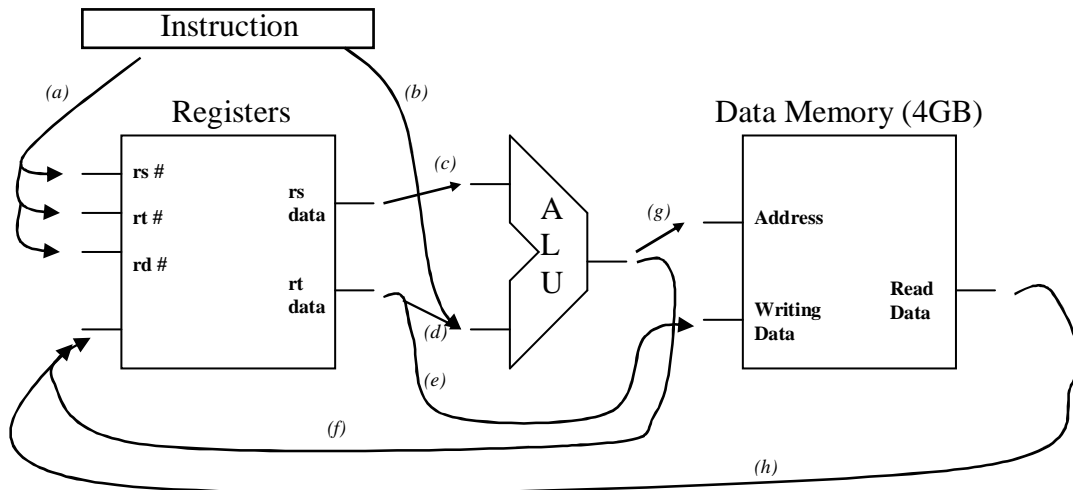 Instruction
(a)
(b)
Registers
Data Memory (4GB)
rs #
rt #
rd #
rs
data
rt
data
(c)
(d)
(e)
A
L
U
(g)
Address
Writing
Data
Read
Data
(f)
(h)